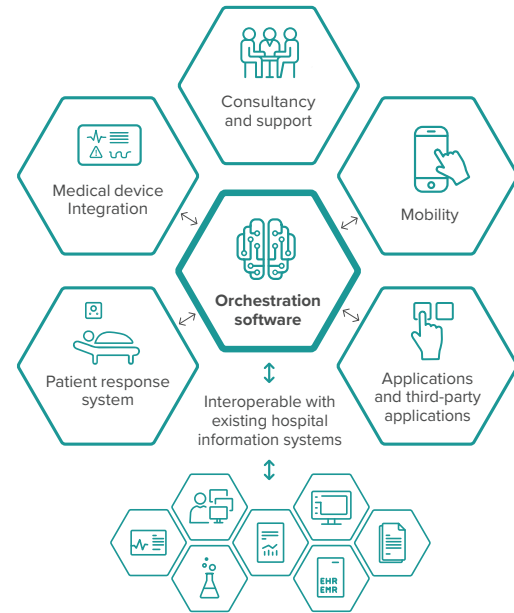 Consultancy
and support
Medical device
Integration
Mobility
Orchestration
software
Patient response
system
Applications
and third-party
applications
Interoperable with
existing hospital
information systems
EHR
EMR